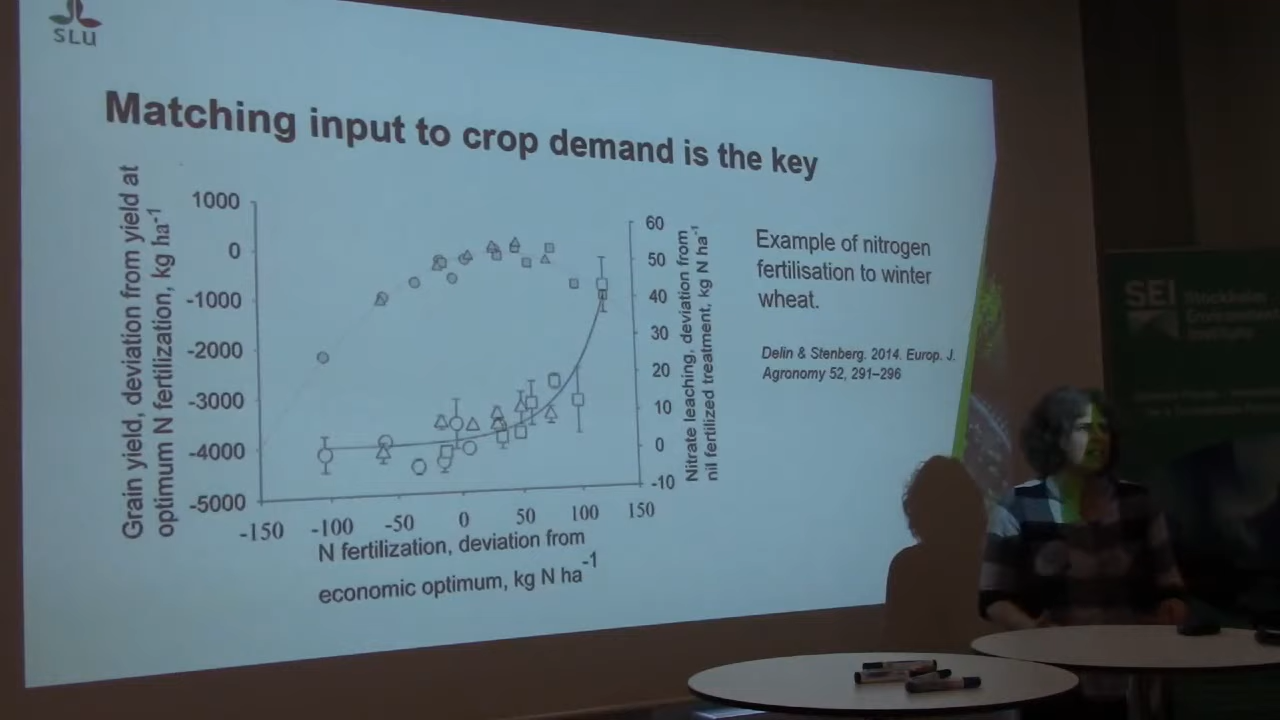 SLU
Matching input to crop demand is the key
Grain yield, deviation from yield at
optimum N fertilization, kg ha-1
1000
0
-1000
-2000
-3000
-4000
-5000
-150 -100 -50 0 50 100 150
N fertilization, deviation from
economic optimum, kg N ha-1
60
50
40
30
20
10
0
-10
Nitrate leaching, deviation from
nil fertilized treatment, kg N ha-1
Example of nitrogen
fertilisation to winter
wheat.
Delin & Stenberg. 2014. Europ. J.
Agronomy 52, 291–296
SEI Stockholm
Environment
Institute